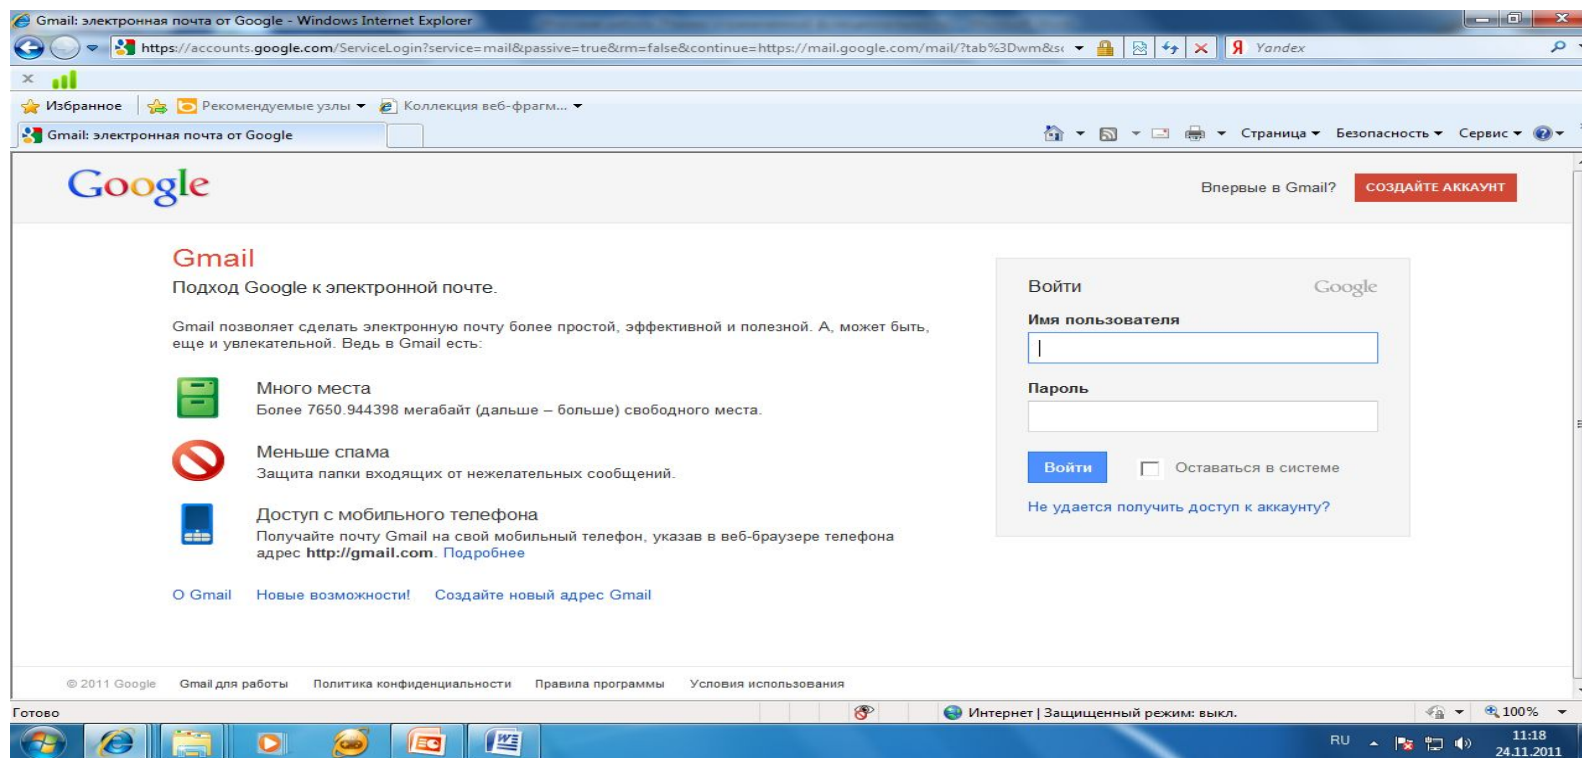 Gmail: электронная почта от Google - Windows Internet Explorer
https://accounts.google.com/ServiceLogin?service=mail&passive=true&rm=false&continue=https://mail.google.com/mail/?tab%3Dwm&sc
Я Yandex
Избранное Рекомендуемые узлы Коллекция веб-фрагм...
Gmail: электронная почта от Google Страница Безопасность Сервис
Google
Впервые в Gmail? СОЗДАЙТЕ АККАУНТ
Gmail
Подход Google к электронной почте.
Gmail позволяет сделать электронную почту более простой, эффективной и полезной. А, может быть,
еще и увлекательной. Ведь в Gmail есть:
Много места
Более 7650.944398 мегабайт (дальше – больше) свободного места.
Меньше спама
Защита папки входящих от нежелательных сообщений.
Доступ с мобильного телефона
Получайте почту Gmail на свой мобильный телефон, указав в веб-браузере телефона
адрес http://gmail.com. Подробнее
О Gmail Новые возможности! Создайте новый адрес Gmail
Войти Google
Имя пользователя
Пароль
Войти Оставаться в системе
Не удается получить доступ к аккаунту?
© 2011 Google Gmail для работы Политика конфиденциальности Правила программы Условия использования
Готово Интернет | Защищенный режим: выкл. 100%
RU 11:18
24.11.2011